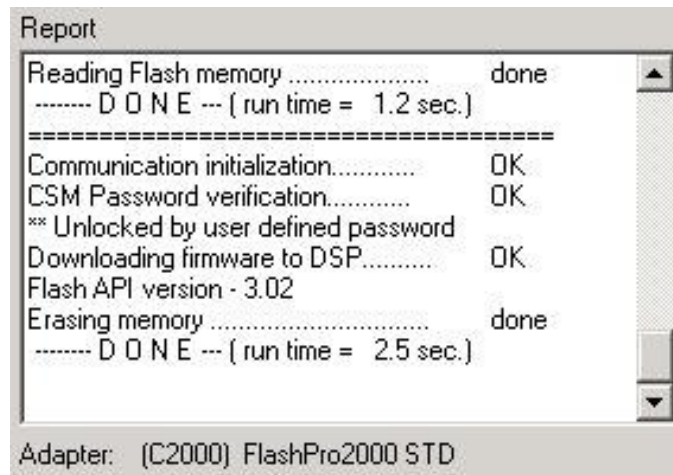 Report
Reading Flash memory .................... done
-------- D O N E --- ( run time =   1.2 sec.)
=====================================
Communication initialization............ OK
CSM Password verification............ OK
** Unlocked by user defined password
Downloading firmware to DSP.......... OK
Flash API version - 3.02
Erasing memory ............................... done
-------- D O N E --- ( run time =   2.5 sec.)
Adapter:   (C2000)  FlashPro2000 STD